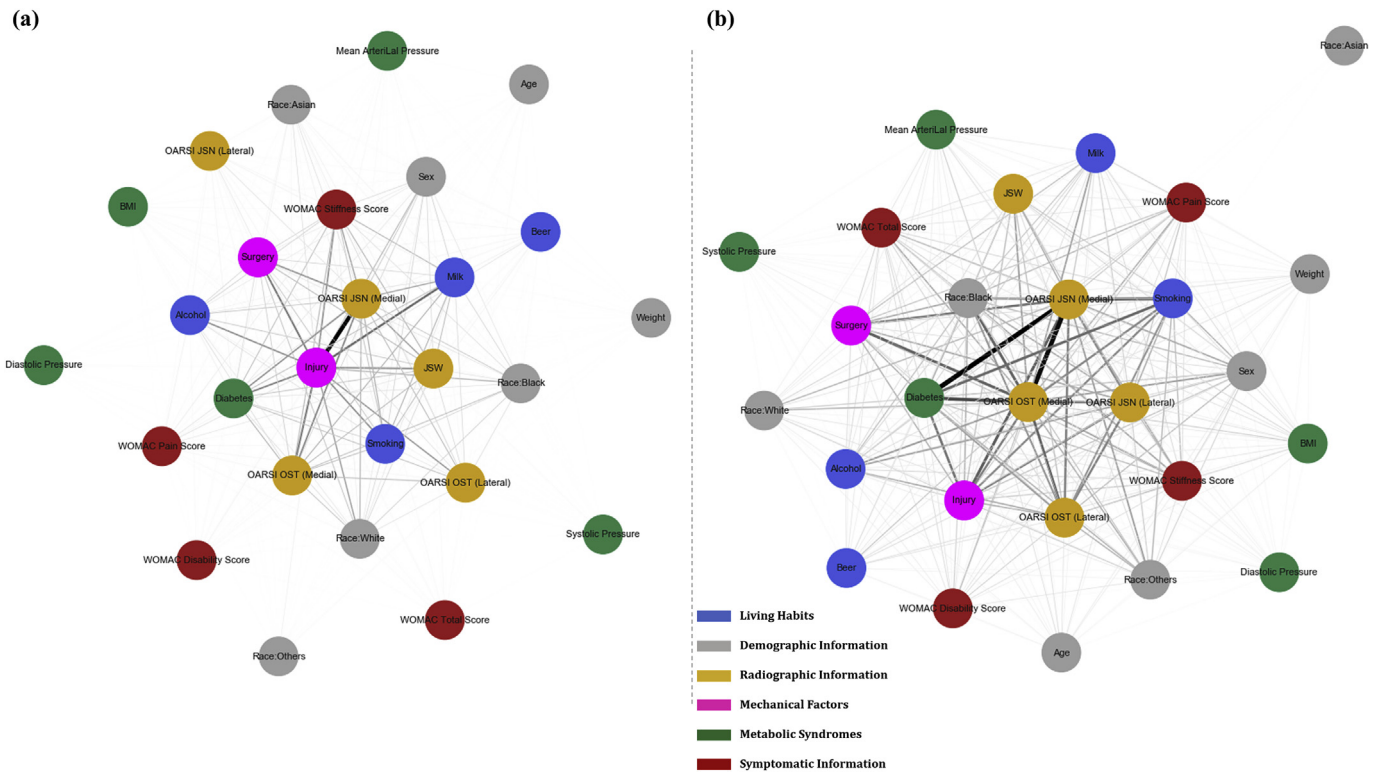 (a)
Mean ArteriLal Pressure
Age
Race:Asian
OARSI JSN (Lateral)
Sex
BMI
WOMAC Stiffness Score
Beer
Surgery
Milk
OARSI JSN (Medial)
Alcohol
Weight
Diastolic Pressure
Injury
JSW
Race:Black
Diabetes
WOMAC Pain Score
Smoking
OARSI OST (Medial)
OARSI OST (Lateral)
Systolic Pressure
Race:White
WOMAC Disability Score
WOMAC Total Score
Race:Others
(b)
Race:Asian
Mean ArteriLal Pressure
Milk
JSW
WOMAC Pain Score
WOMAC Total Score
Systolic Pressure
Weight
Race:Black
OARSI JSN (Medial)
Smoking
Surgery
Sex
Diabetes
OARSI OST (Medial)
OARSI JSN (Lateral)
Race:White
BMI
Alcohol
WOMAC Stiffness Score
Injury
OARSI OST (Lateral)
Beer
Race:Others
Diastolic Pressure
WOMAC Disability Score
Age
Living Habits
Demographic Information
Radiographic Information
Mechanical Factors
Metabolic Syndromes
Symptomatic Information